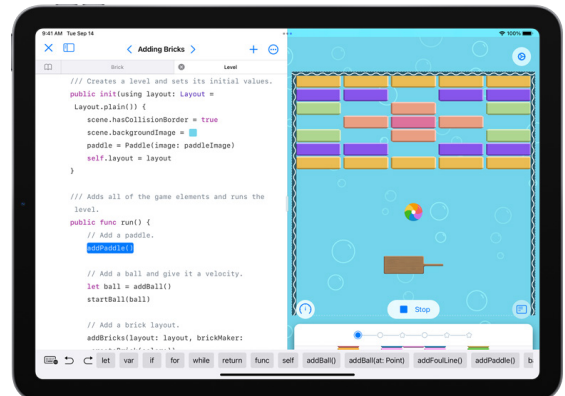 9:41 AM Tue Sep 14
100%
Adding Bricks
Brick
Level
/// Creates a level and sets its initial values.
public init(using layout: Layout =
Layout.plain()) {
scene.hasCollisionBorder = true
scene.backgroundImage =
paddle = Paddle(image: paddleImage)
self.layout = layout
}
/// Adds all of the game elements and runs the
level.
public func run() {
// Add a paddle.
addPaddle()
// Add a ball and give it a velocity.
let ball = addBall()
startBall(ball)
// Add a brick layout.
addBricks(layout: layout, brickMaker:
Stop
let var if for while return func self addBall() addBall(at: Point) addFoulLine() addPaddle()